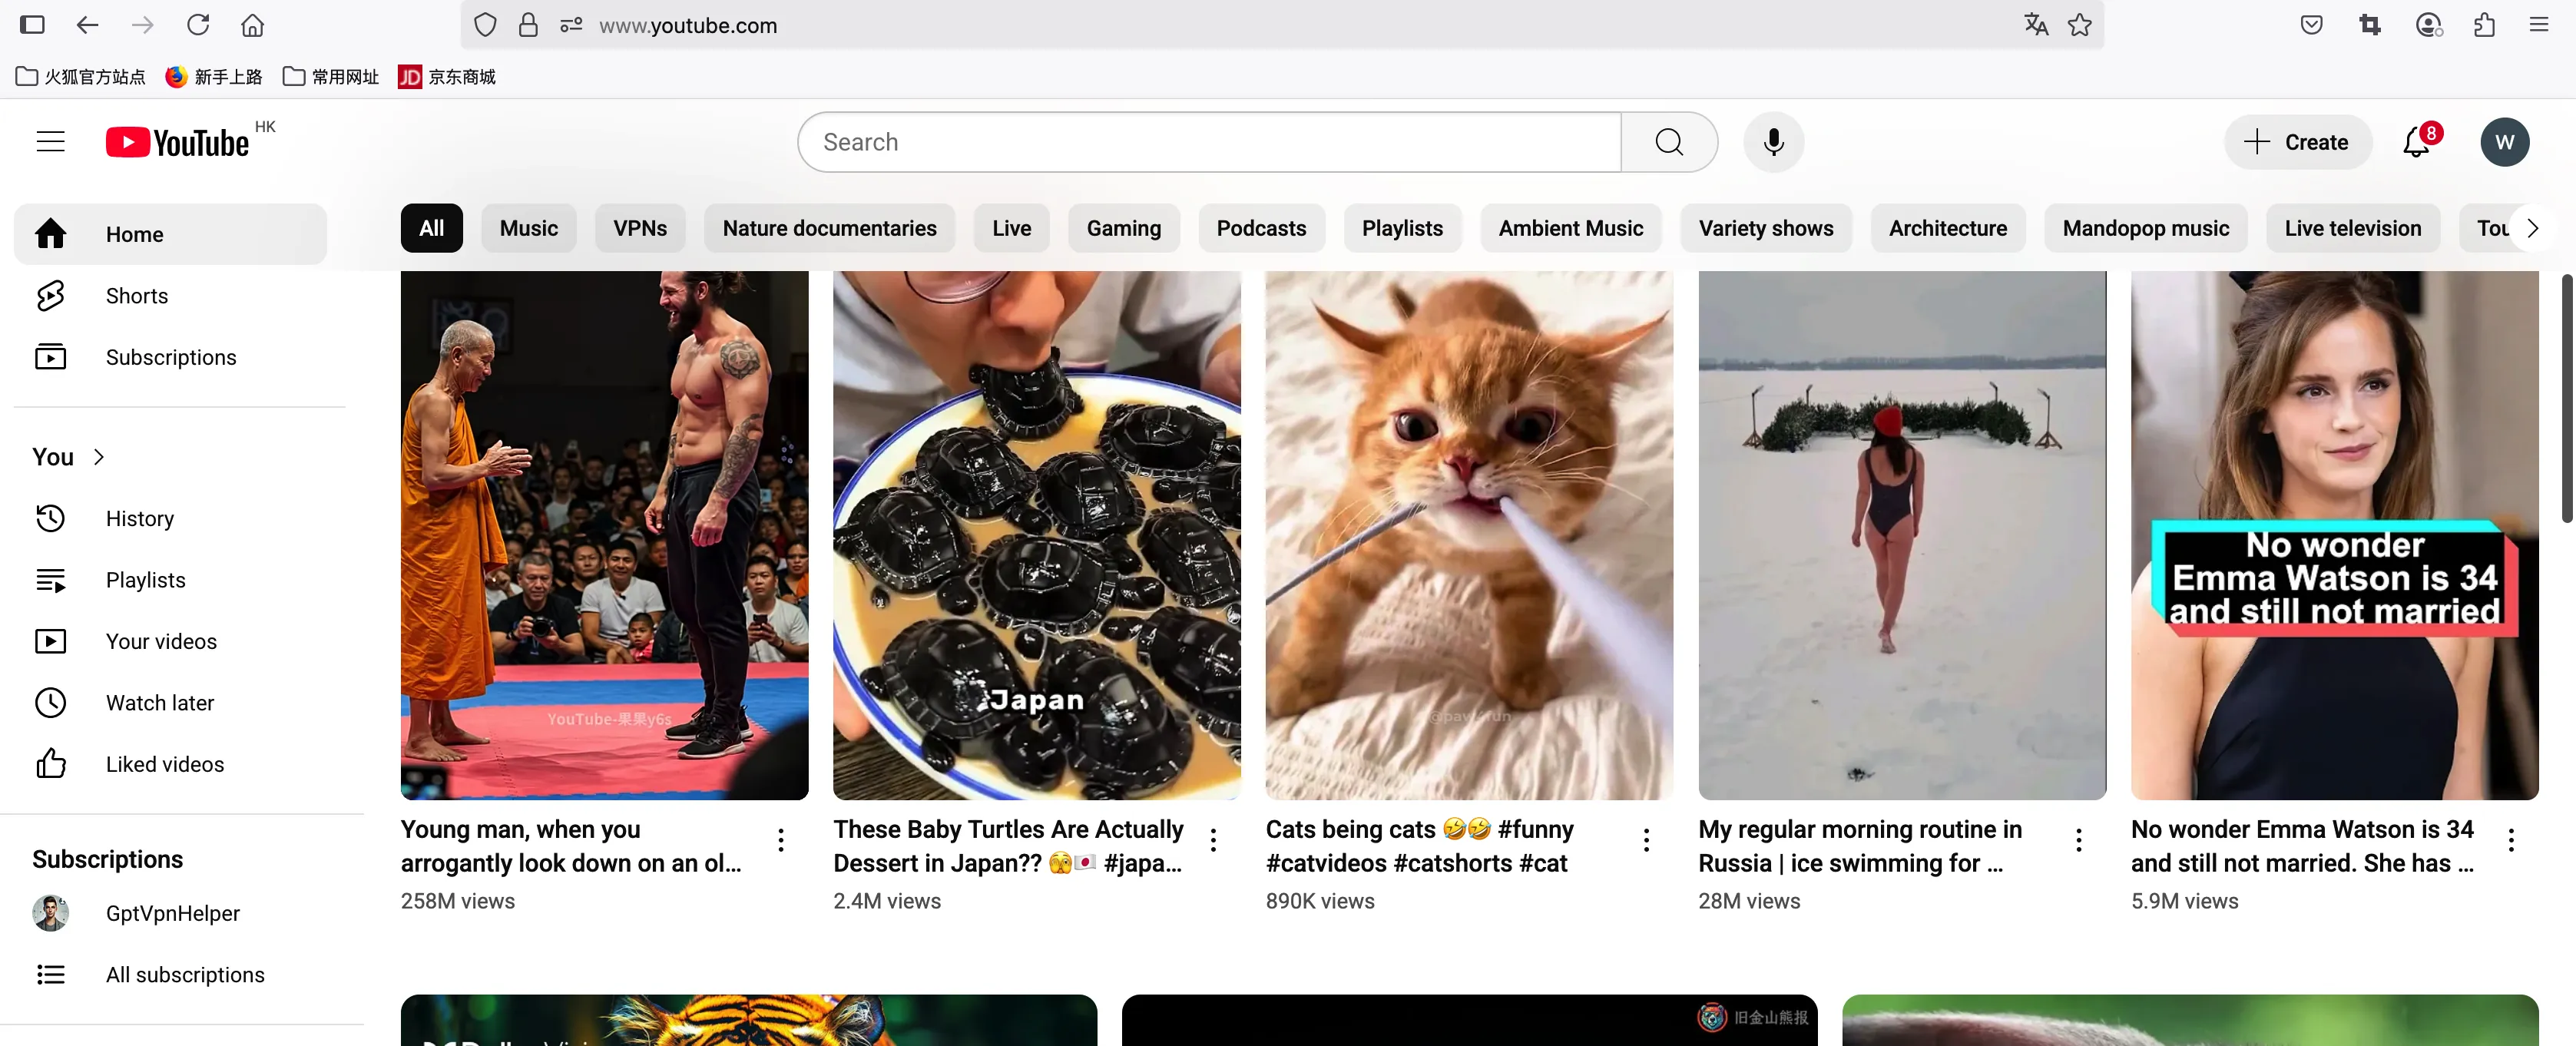 www.youtube.com
火狐官方站点
新手上路
常用网址
JD 京东商城
YouTube HK
Search
Create
8
W
All
Music
VPNs
Nature documentaries
Live
Gaming
Podcasts
Playlists
Ambient Music
Variety shows
Architecture
Mandopop music
Live television
Tou
Home
Shorts
Subscriptions
You
History
Playlists
Your videos
Watch later
Liked videos
Subscriptions
GptVpnHelper
All subscriptions
YouTube-果果y6s
Japan
No wonder
Emma Watson is 34
and still not married
Young man, when you
arrogantly look down on an ol...
258M views
These Baby Turtles Are Actually
Dessert in Japan?? 🫣🇯🇵 #japa...
2.4M views
Cats being cats 🤣🤣 #funny
#catvideos #catshorts #cat
890K views
My regular morning routine in
Russia | ice swimming for ...
28M views
No wonder Emma Watson is 34
and still not married. She has ...
5.9M views
旧金山熊报